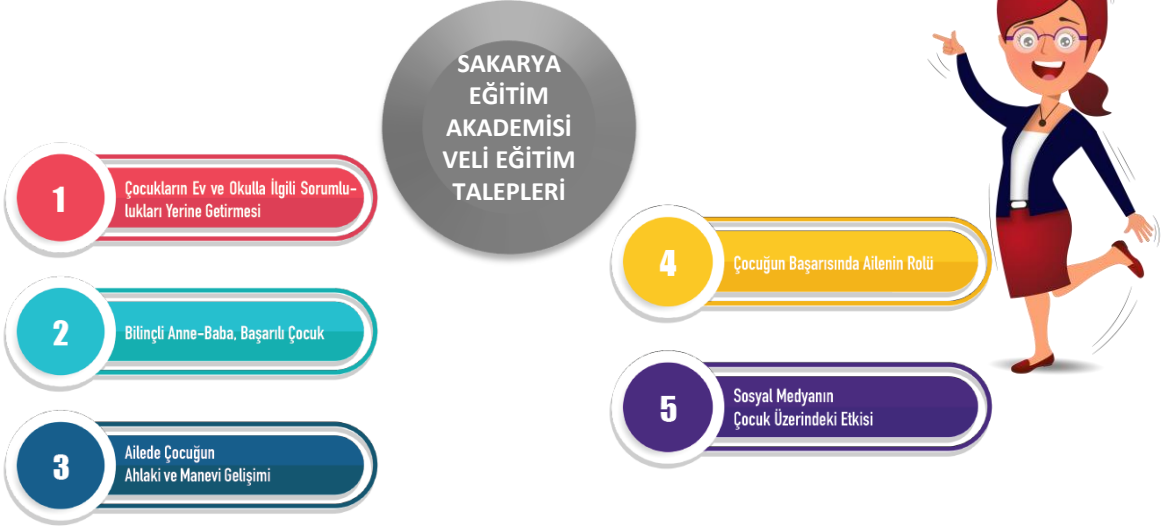 SAKARYA
EĞİTİM
AKADEMİSİ
VELİ EĞİTİM
TALEPLERİ
1
Çocukların Ev ve Okulla İlgili Sorumlu-
lukları Yerine Getirmesi
2
Bilinçli Anne-Baba, Başarılı Çocuk
3
Ailede Çocuğun
Ahlaki ve Manevi Gelişimi
4
Çocuğun Başarısında Ailenin Rolü
5
Sosyal Medyanın
Çocuk Üzerindeki Etkisi